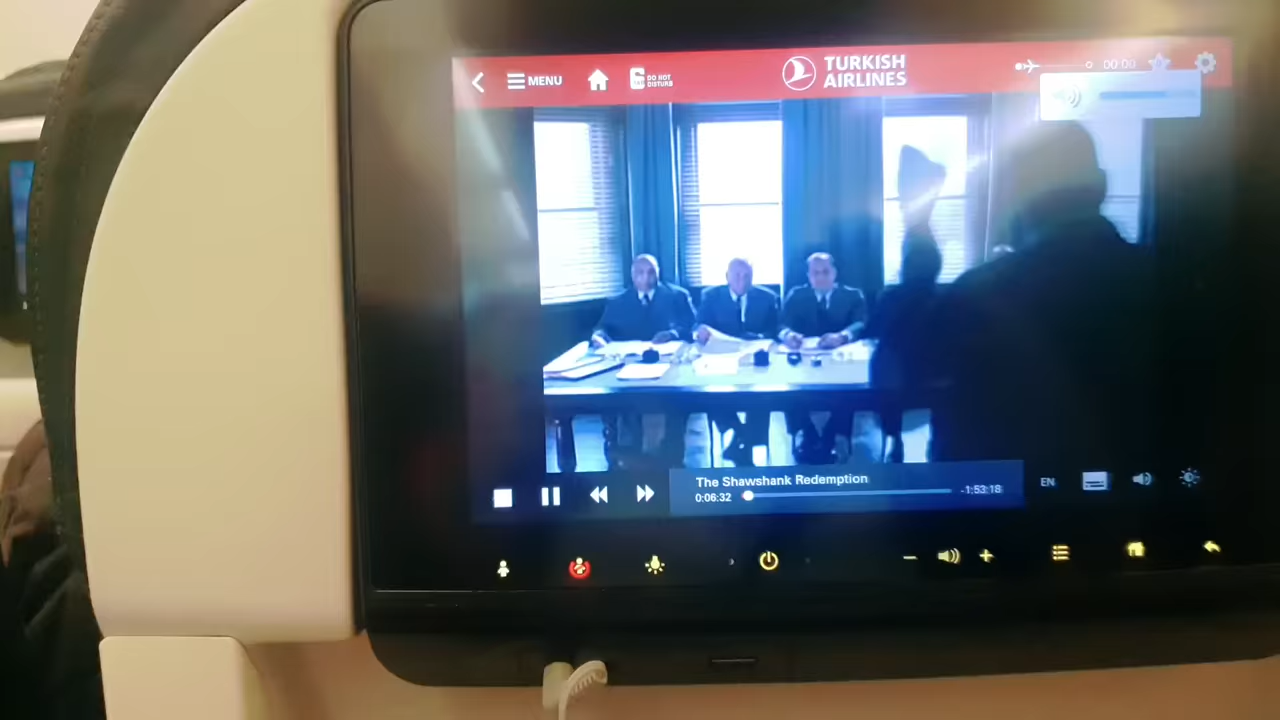 MENU
DO NOT
DISTURB
TURKISH
AIRLINES
00:00
The Shawshank Redemption
0:06:32
-1:53:18
EN